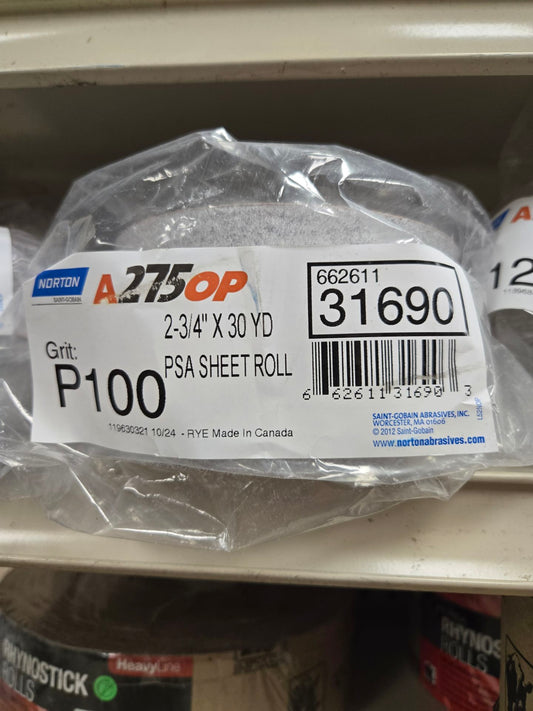 NORTON
SAINT-GOBAIN
A275OP
2-3/4" X 30 YD
PSA SHEET ROLL
Grit:
P100
119630321 10/24 - RYE Made In Canada
662611
31690
6 62611 31690 3
SAINT-GOBAIN ABRASIVES, INC.
WORCESTER, MA 01606
© 2012 Saint-Gobain
www.nortonabrasives.com
A
12
RHYNOSTICK
ROLLS
HeavyLine
RHYNOS
ROLLS